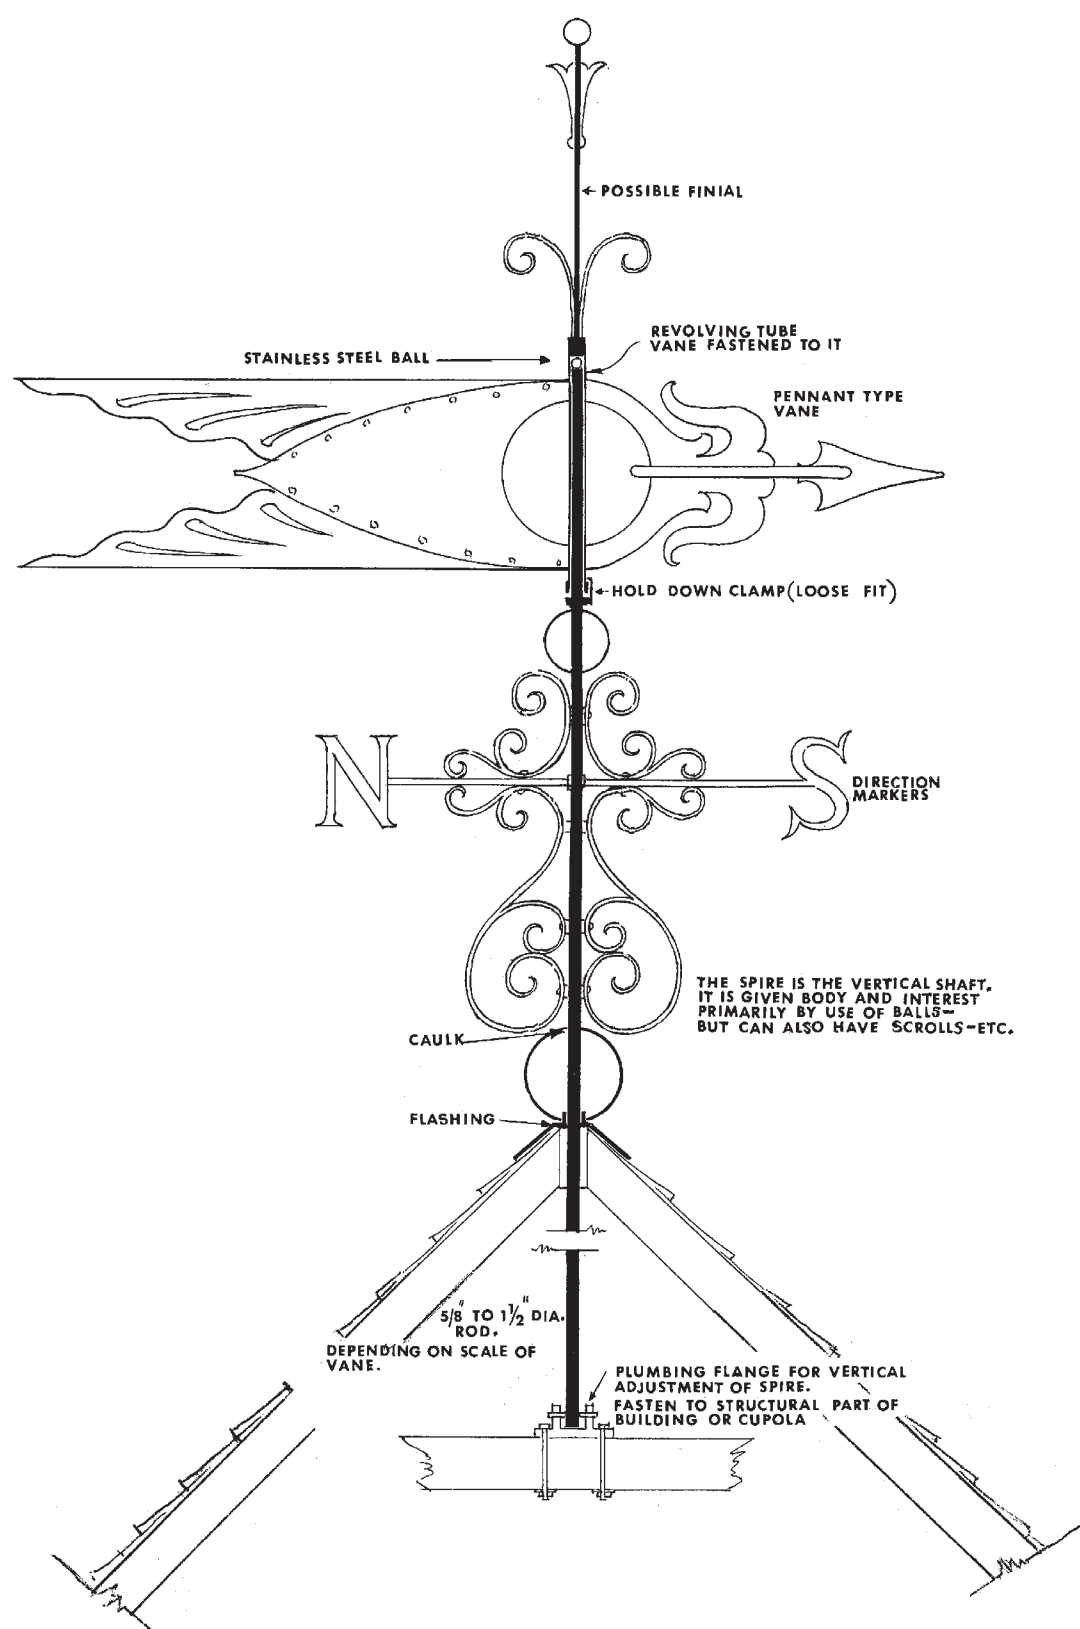 POSSIBLE FINIAL
REVOLVING TUBE
VANE FASTENED TO IT
STAINLESS STEEL BALL
PENNANT TYPE
VANE
HOLD DOWN CLAMP (LOOSE FIT)
N
S
DIRECTION
MARKERS
THE SPIRE IS THE VERTICAL SHAFT.
IT IS GIVEN BODY AND INTEREST
PRIMARILY BY USE OF BALLS-
BUT CAN ALSO HAVE SCROLLS-ETC.
CAULK
FLASHING
5/8" TO 1 1/2" DIA.
ROD.
DEPENDING ON SCALE OF
VANE.
PLUMBING FLANGE FOR VERTICAL
ADJUSTMENT OF SPIRE.
FASTEN TO STRUCTURAL PART OF
BUILDING OR CUPOLA